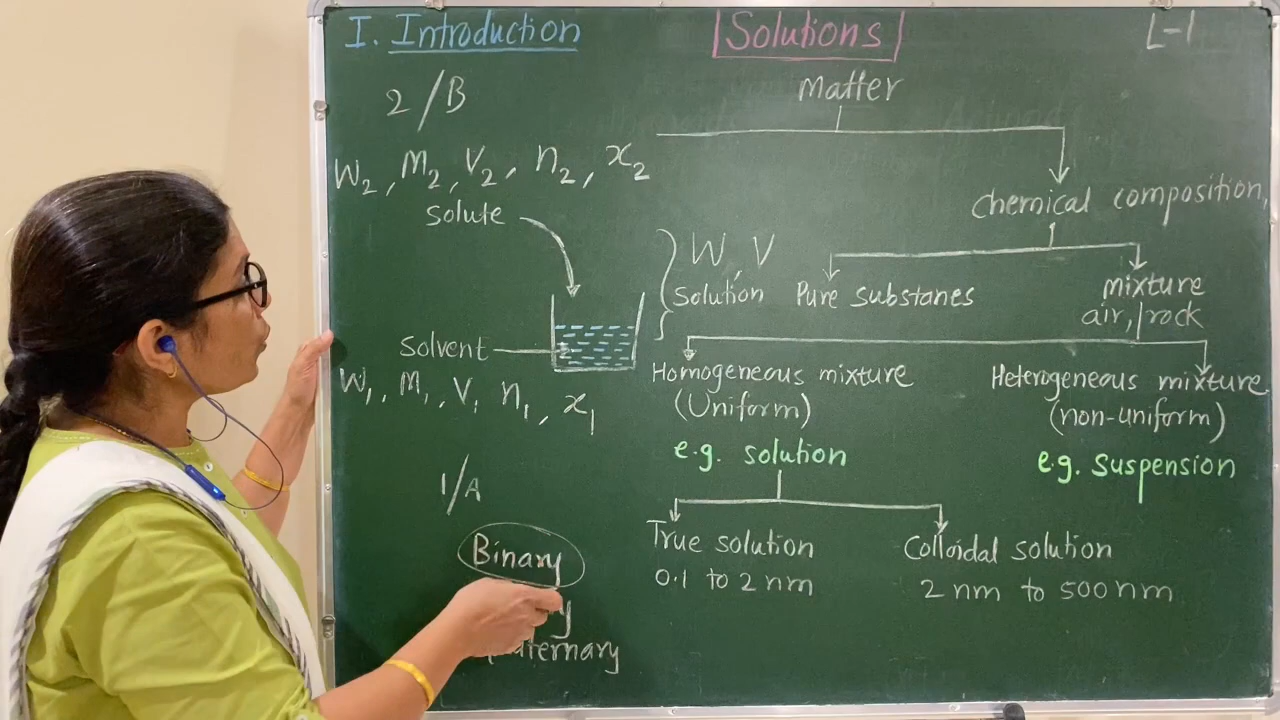 I. Introduction
Solutions
L-1
2/B
W2, M2, V2, n2, x2
Solute
Solvent
W1, M1, V1, n1, x1
1/A
Binary
Matter
chemical composition,
W, V
Solution
Pure substanes
mixture
air, rock
Homogeneous mixture
(Uniform)
e.g. solution
Heterogeneous mixture
(non-uniform)
e.g. suspension
True solution
0.1 to 2 nm
Colloidal solution
2 nm to 500 nm